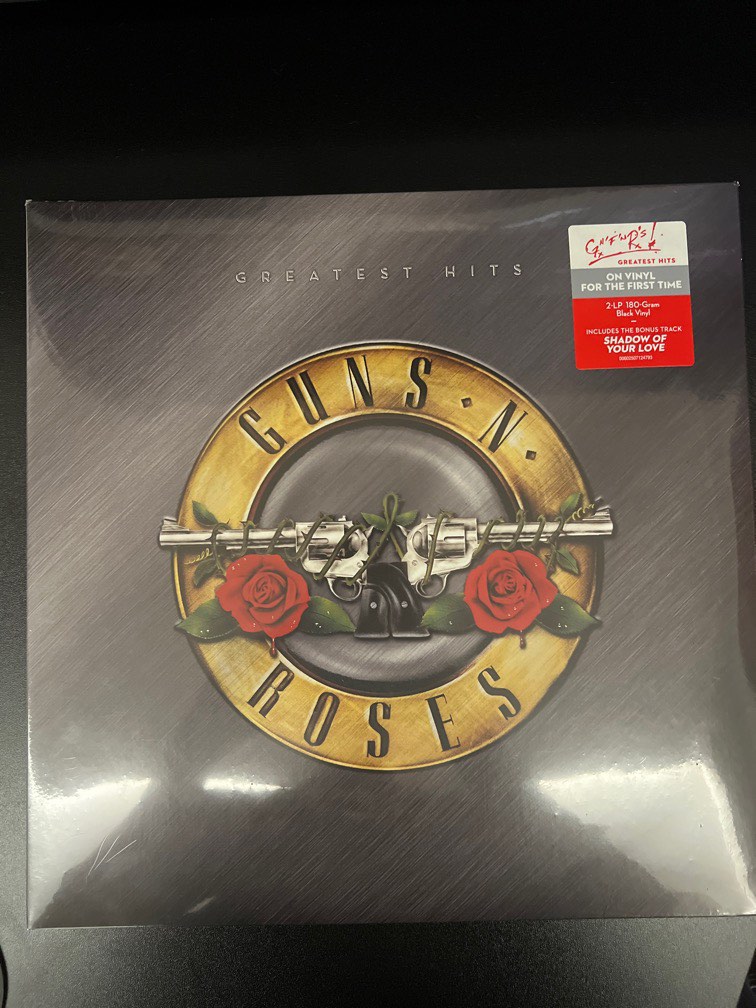 GREATEST HITS
Gn'F'n'R's!
GREATEST HITS
ON VINYL
FOR THE FIRST TIME
2-LP 180-Gram
Black Vinyl
INCLUDES THE BONUS TRACK
SHADOW OF
YOUR LOVE
GUNS·N·
ROSES